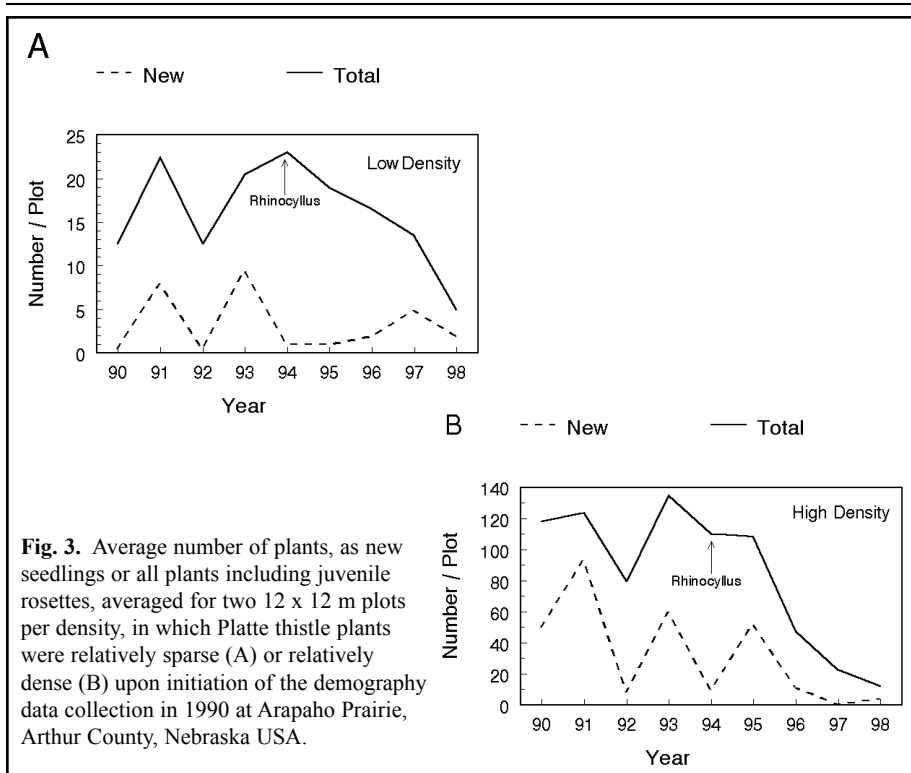 A
New Total
25
20
15
10
5
0
Number / Plot
Low Density
Rhinocyllus
90 91 92 93 94 95 96 97 98
Year
B
New Total
140
120
100
80
60
40
20
0
Number / Plot
High Density
Rhinocyllus
90 91 92 93 94 95 96 97 98
Year
Fig. 3. Average number of plants, as new
seedlings or all plants including juvenile
rosettes, averaged for two 12 x 12 m plots
per density, in which Platte thistle plants
were relatively sparse (A) or relatively
dense (B) upon initiation of the demography
data collection in 1990 at Arapaho Prairie,
Arthur County, Nebraska USA.